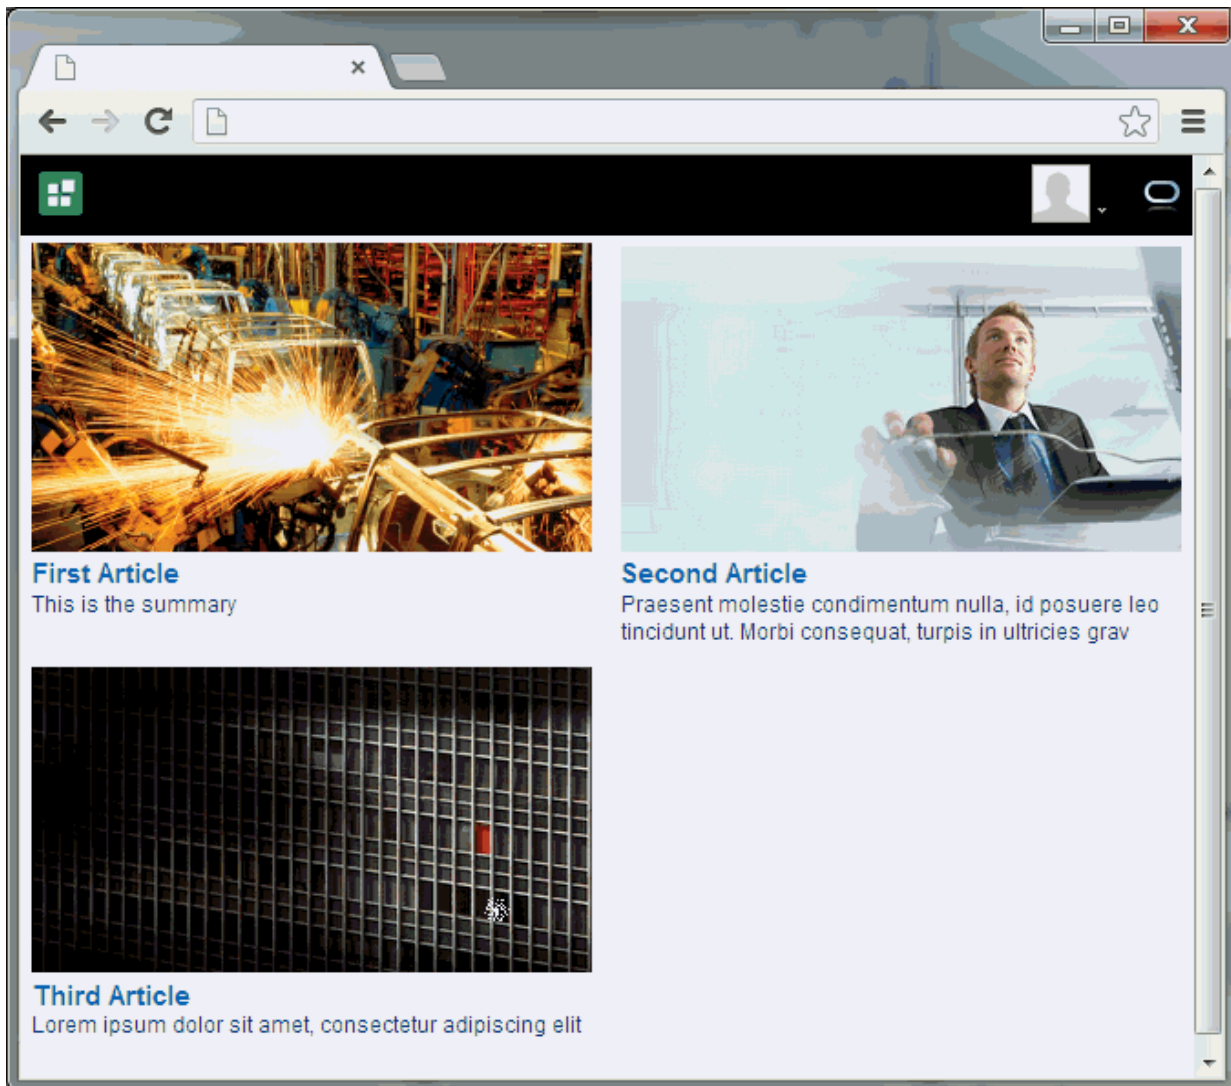 First Article
This is the summary
Second Article
Praesent molestie condimentum nulla, id posuere leo
tincidunt ut. Morbi consequat, turpis in ultricies grav
Third Article
Lorem ipsum dolor sit amet, consectetur adipiscing elit